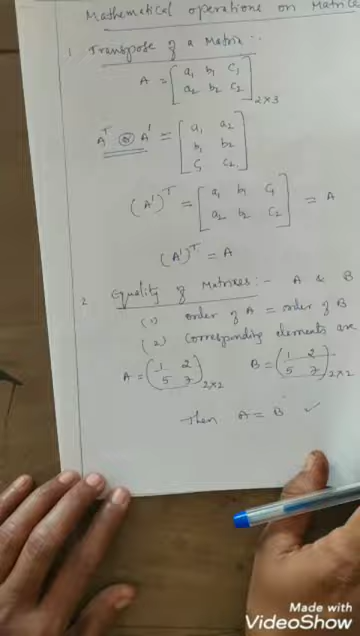 Mathematical operations on Matrice
1. Transpose of a Matrix :-
A = [a₁ b₁ c₁
a₂ b₂ c₂]₂×₃
Aᵀ or A' = [a₁ a₂
b₁ b₂
c₁ c₂]
(A')ᵀ = [a₁ b₁ c₁
a₂ b₂ c₂] = A
(A')ᵀ = A
2. Equality of Matrices :- A & B
(1) order of A = order of B
(2) corresponding elements are
A = (1 2
5 7)₂×₂ B = (1 2
5 7)₂×₂
Then A = B ✓
Made with
VideoShow